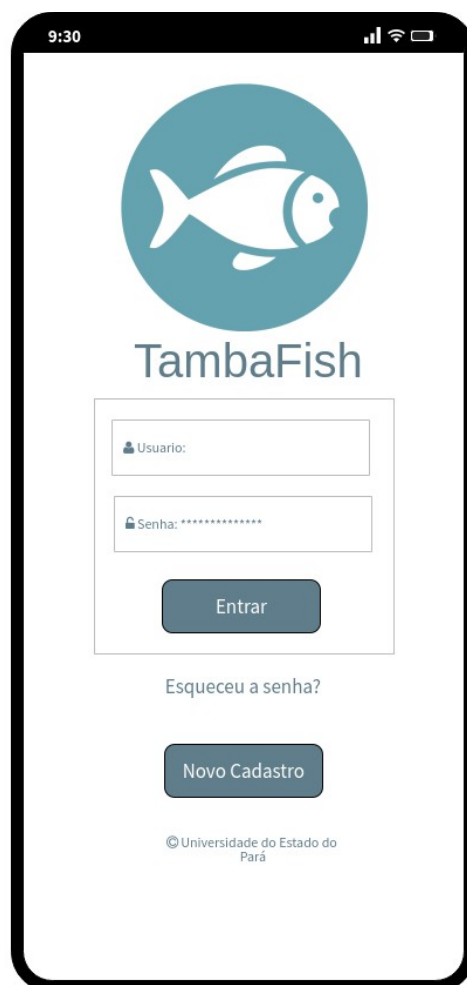 9:30
TambaFish
Usuario:
Senha: **************
Entrar
Esqueceu a senha?
Novo Cadastro
© Universidade do Estado do
Pará